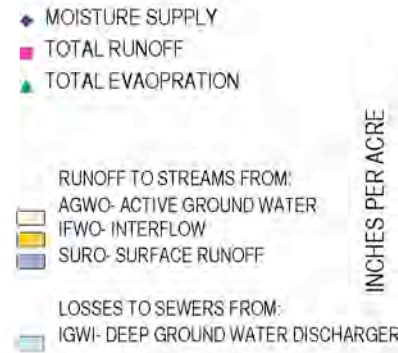 MOISTURE SUPPLY
TOTAL RUNOFF
TOTAL EVAOPRATION
RUNOFF TO STREAMS FROM:
AGWO- ACTIVE GROUND WATER
IFWO- INTERFLOW
SURO- SURFACE RUNOFF
LOSSES TO SEWERS FROM:
IGWI- DEEP GROUND WATER DISCHARGER
INCHES PER ACRE